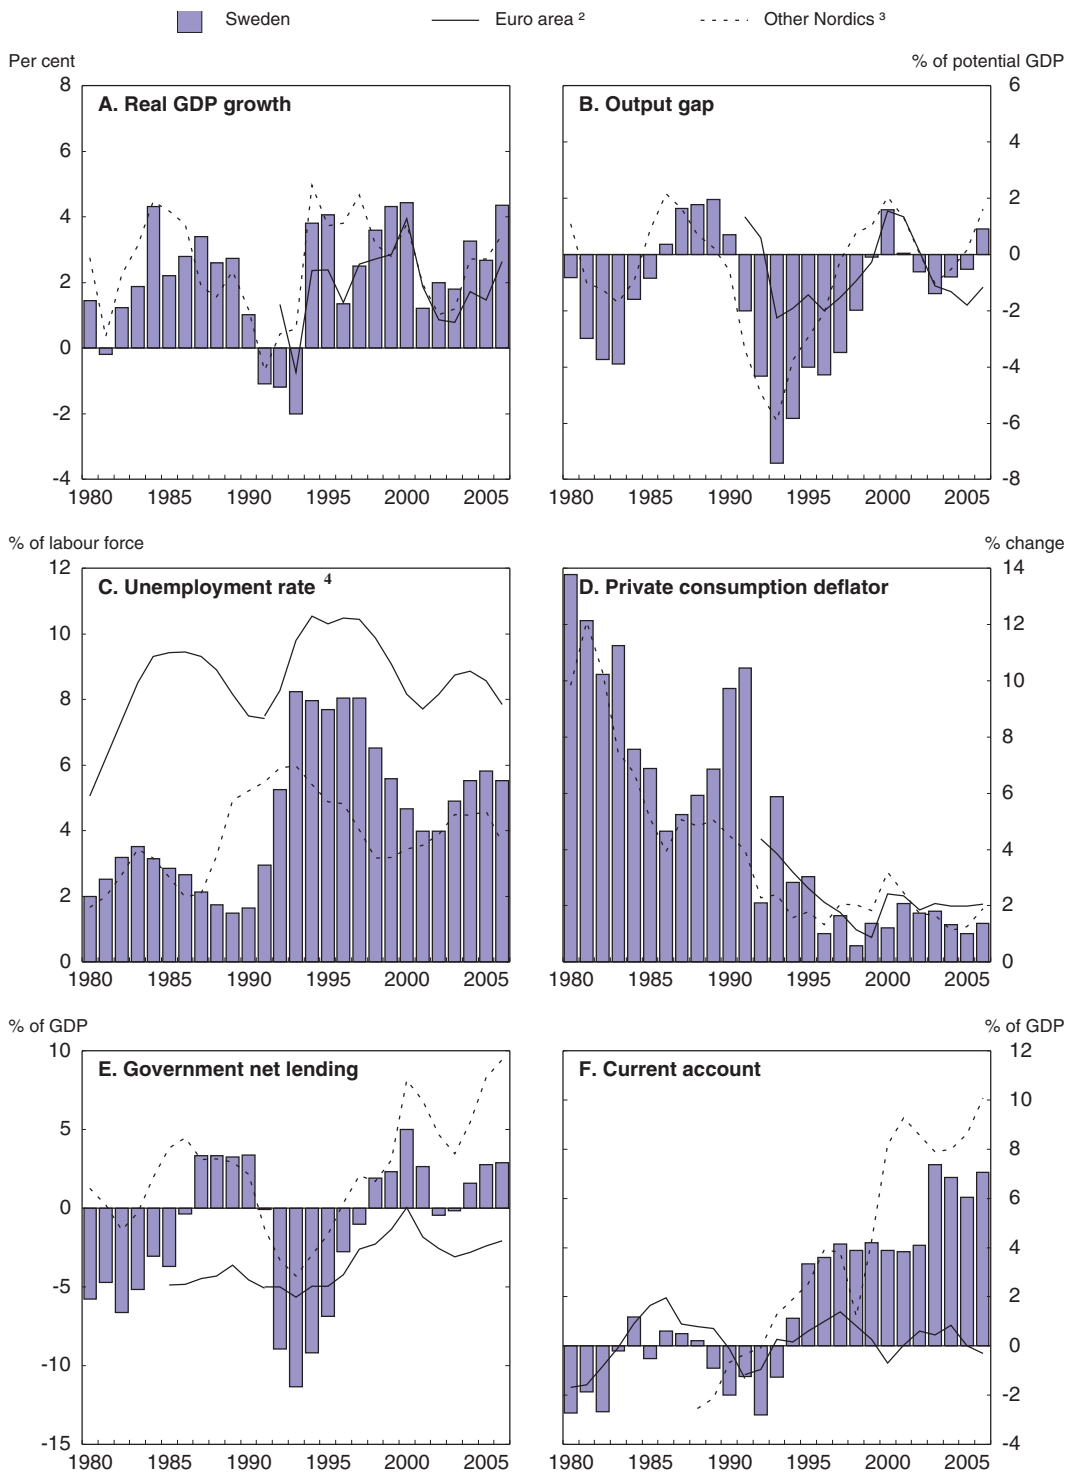 Sweden Euro area ² Other Nordics ³
Per cent
% of potential GDP
A. Real GDP growth
8
6
4
2
0
-2
-4
1980 1985 1990 1995 2000 2005
B. Output gap
6
4
2
0
-2
-4
-6
-8
1980 1985 1990 1995 2000 2005
% of labour force
% change
C. Unemployment rate ⁴
12
10
8
6
4
2
0
1980 1985 1990 1995 2000 2005
D. Private consumption deflator
14
12
10
8
6
4
2
0
1980 1985 1990 1995 2000 2005
% of GDP
% of GDP
E. Government net lending
10
5
0
-5
-10
-15
1980 1985 1990 1995 2000 2005
F. Current account
12
10
8
6
4
2
0
-2
-4
1980 1985 1990 1995 2000 2005